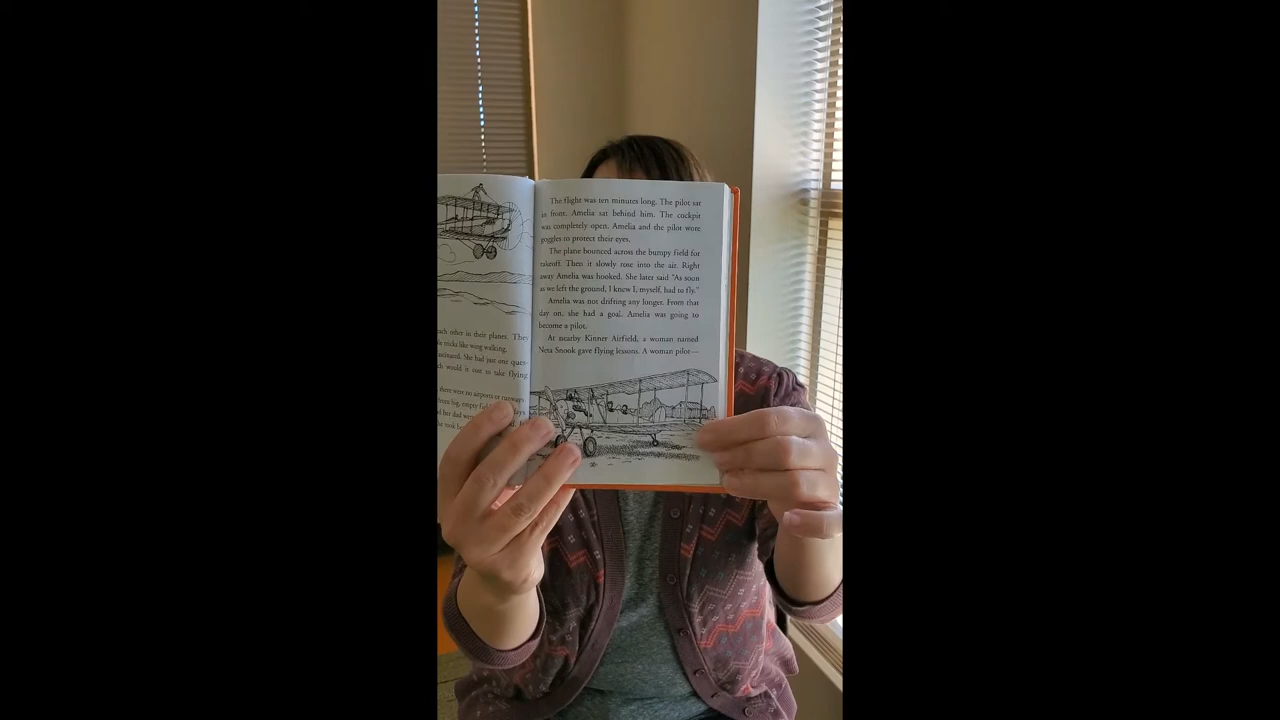 each other in their planes. They
tricks like wing walking.
She had just one ques-
would it cost to take flying
there were no airports or runways
big, empty
her dad
took
The flight was ten minutes long. The pilot sat
in front. Amelia sat behind him. The cockpit
was completely open. Amelia and the pilot wore
goggles to protect their eyes.
The plane bounced across the bumpy field for
takeoff. Then it slowly rose into the air. Right
away Amelia was hooked. She later said “As soon
as we left the ground, I knew I, myself, had to fly.”
Amelia was not drifting any longer. From that
day on, she had a goal. Amelia was going to
become a pilot.
At nearby Kinner Airfield, a woman named
Neta Snook gave flying lessons. A woman pilot—